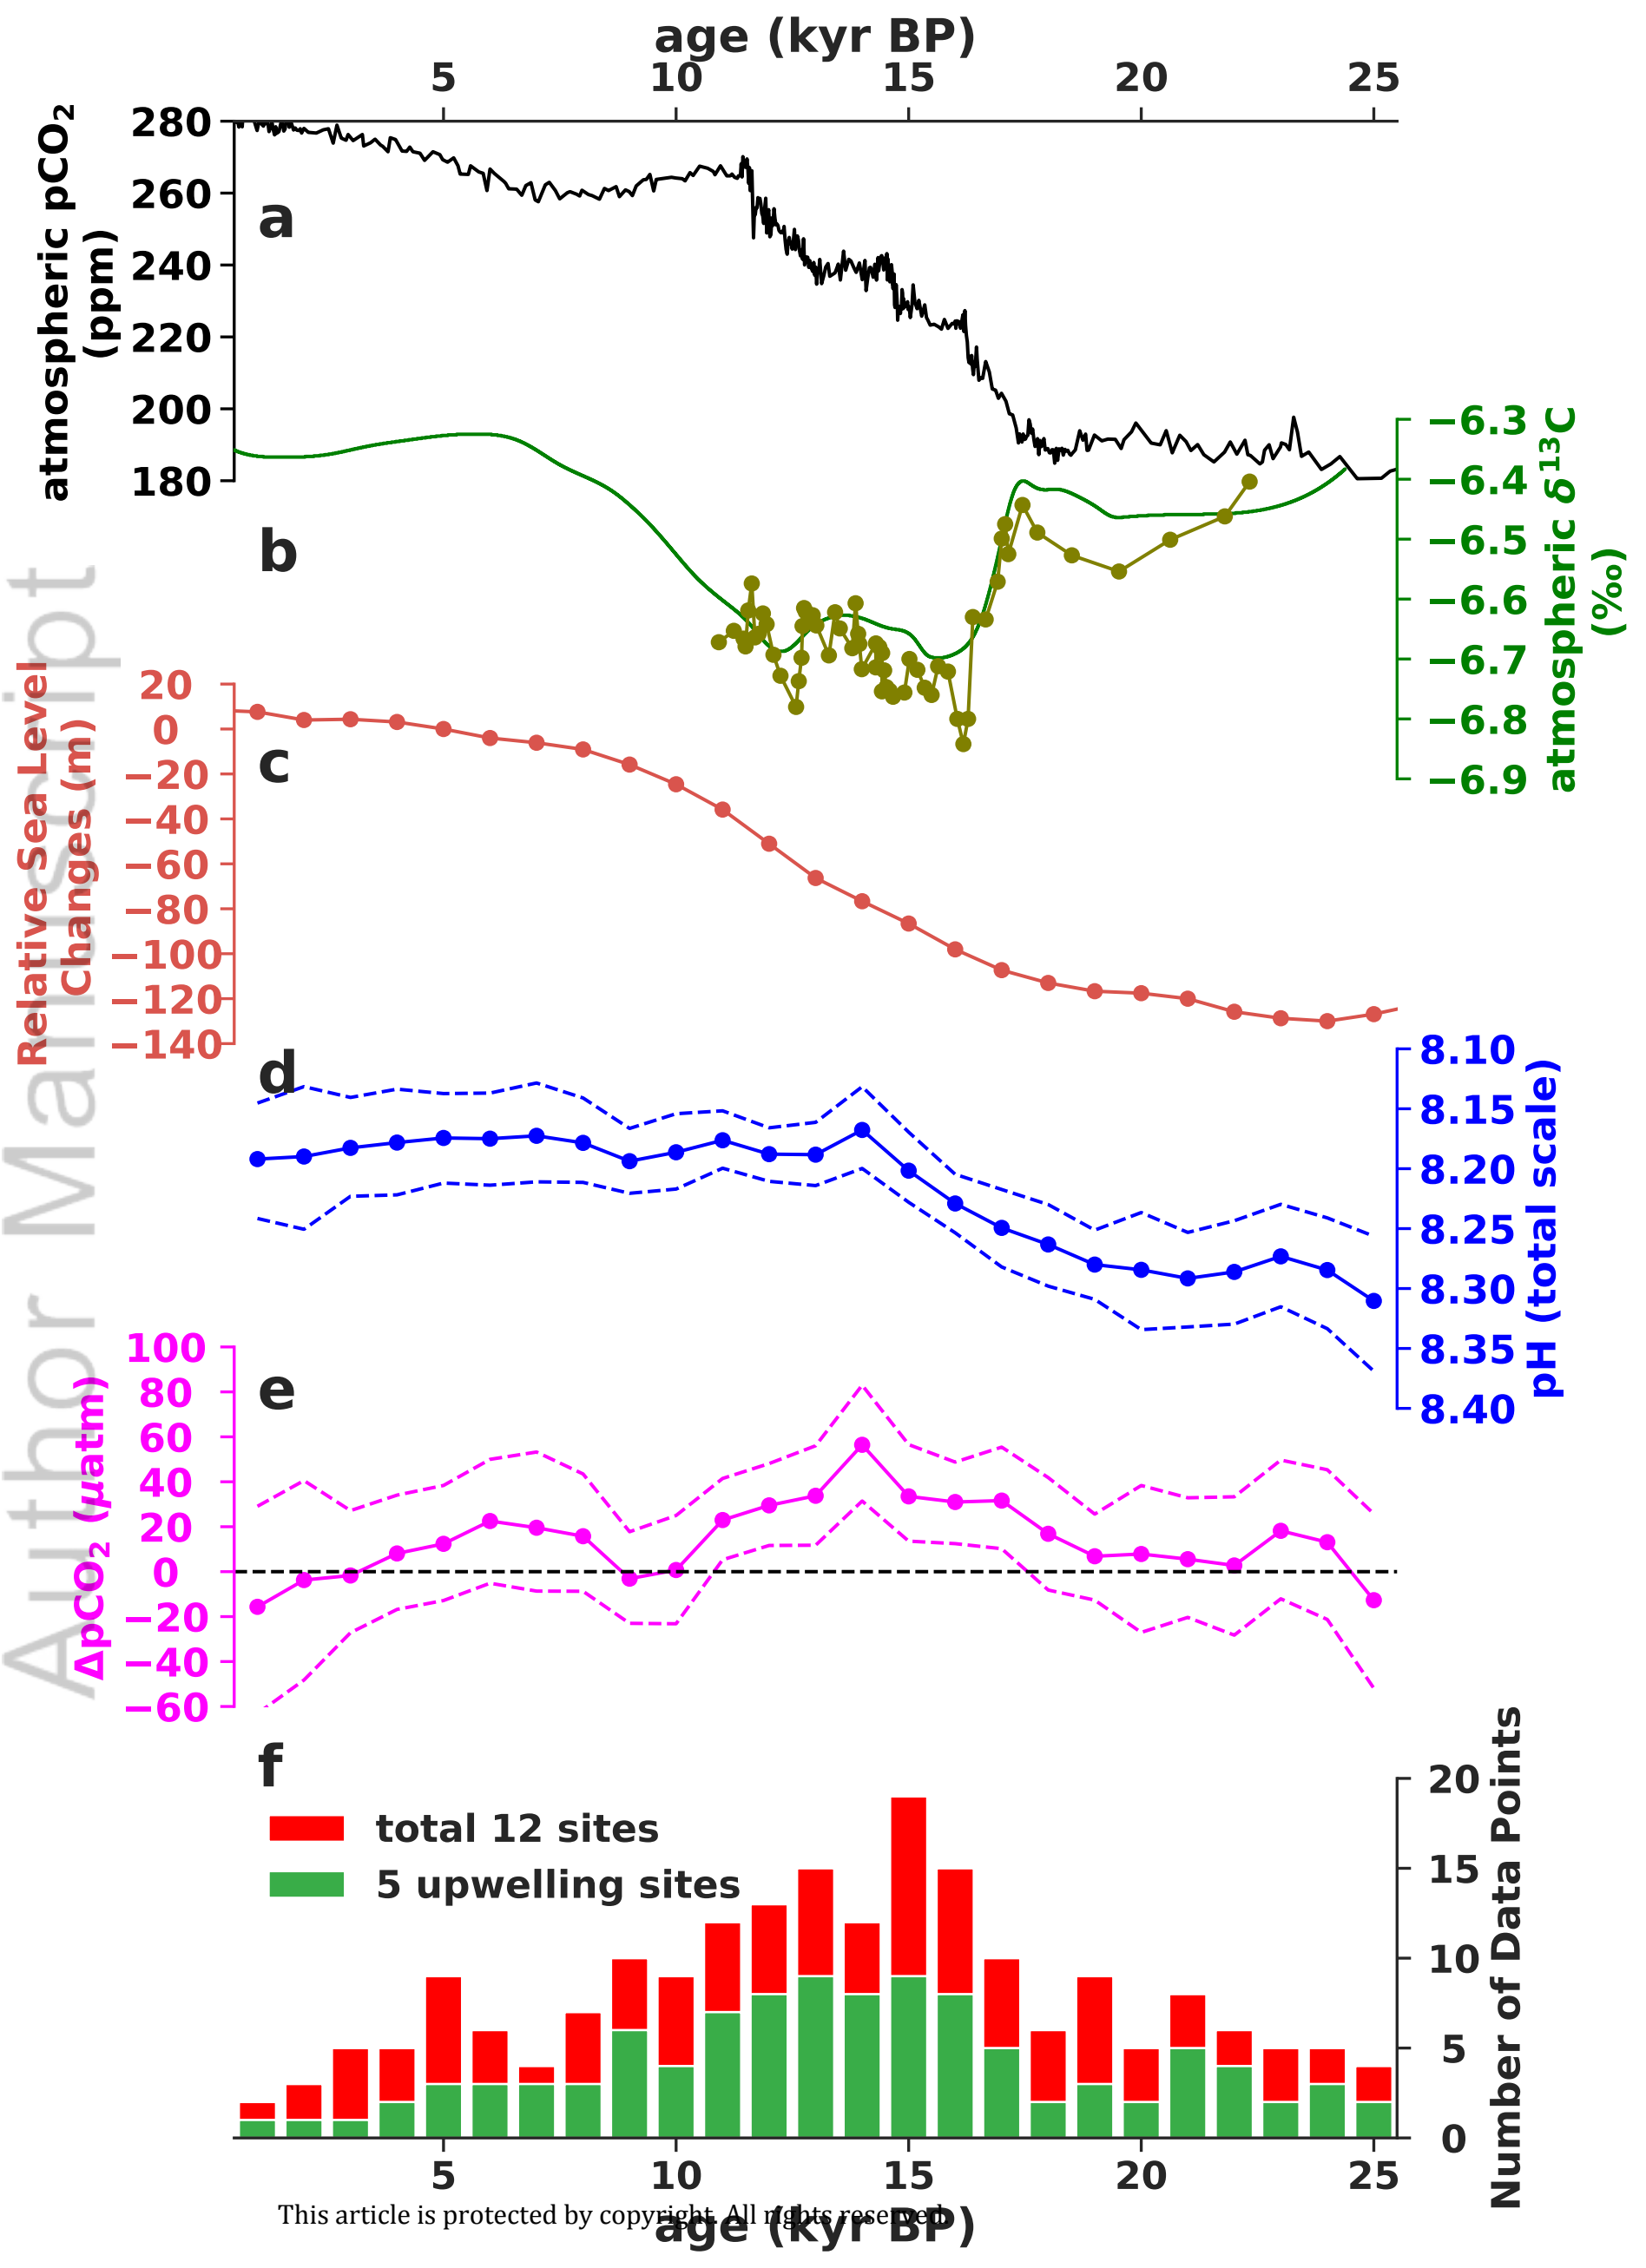 age (kyr BP)
5 10 15 20 25
atmospheric pCO₂
(ppm)
280
260
240
220
200
180
a
b
−6.3
−6.4
−6.5
−6.6
−6.7
−6.8
−6.9
atmospheric δ¹³C
(‰)
Relative Sea Level
Changes (m)
20
0
−20
−40
−60
−80
−100
−120
−140
c
d
8.10
8.15
8.20
8.25
8.30
8.35
8.40
pH (total scale)
ΔpCO₂ (μatm)
100
80
60
40
20
0
−20
−40
−60
e
f
total 12 sites
5 upwelling sites
20
15
10
5
0
Number of Data Points
5 10 15 20 25
age (kyr BP)
This article is protected by copyright. All rights reserved.
Author Manuscript